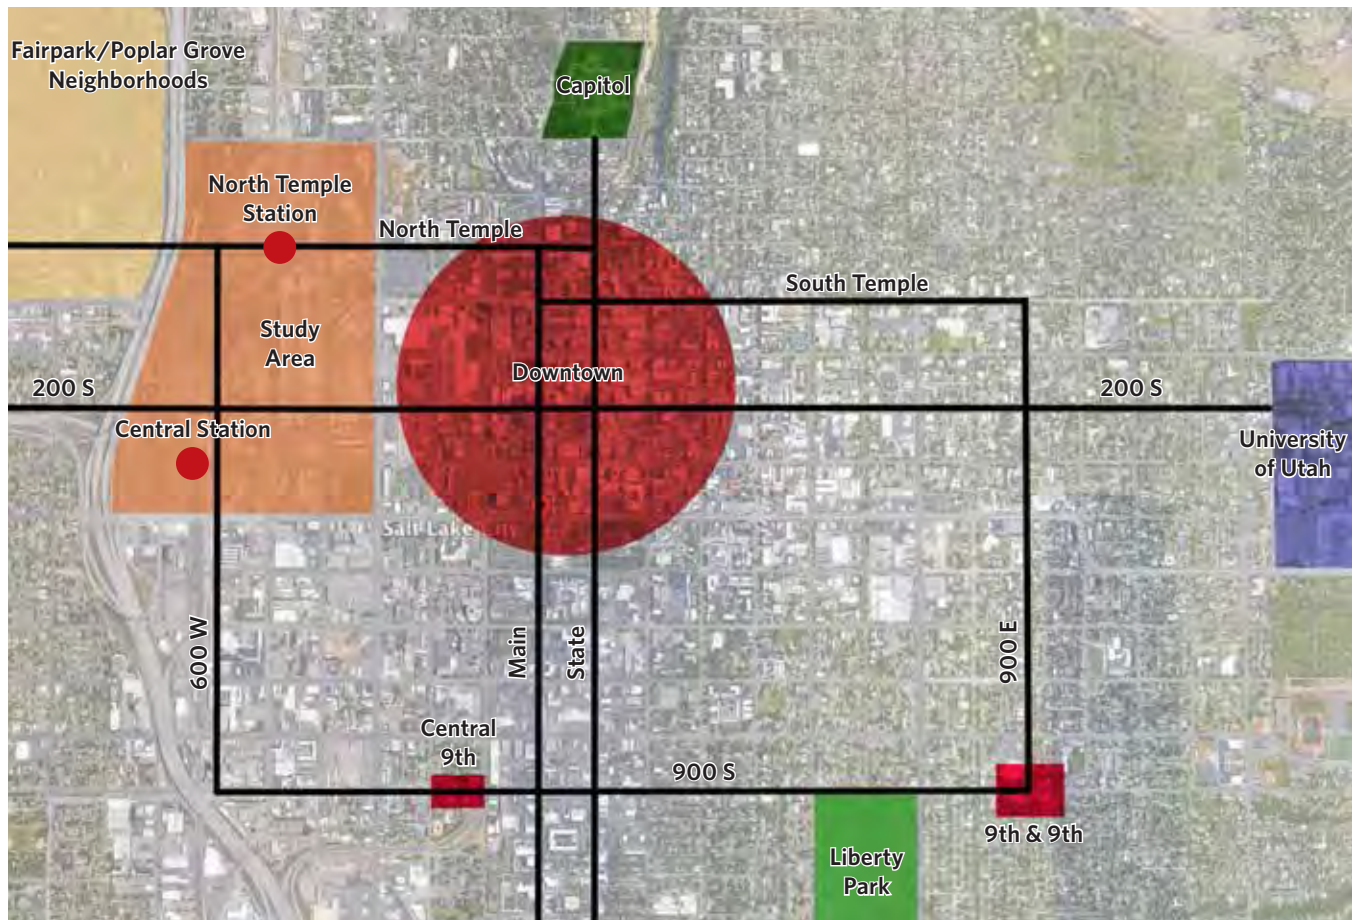 Fairpark/Poplar Grove
Neighborhoods
Capitol
North Temple
Station
North Temple
South Temple
Study
Area
Downtown
200 S
200 S
Central Station
University
of Utah
Salt Lake City
600 W
Main
State
900 E
Central
9th
900 S
9th & 9th
Liberty
Park